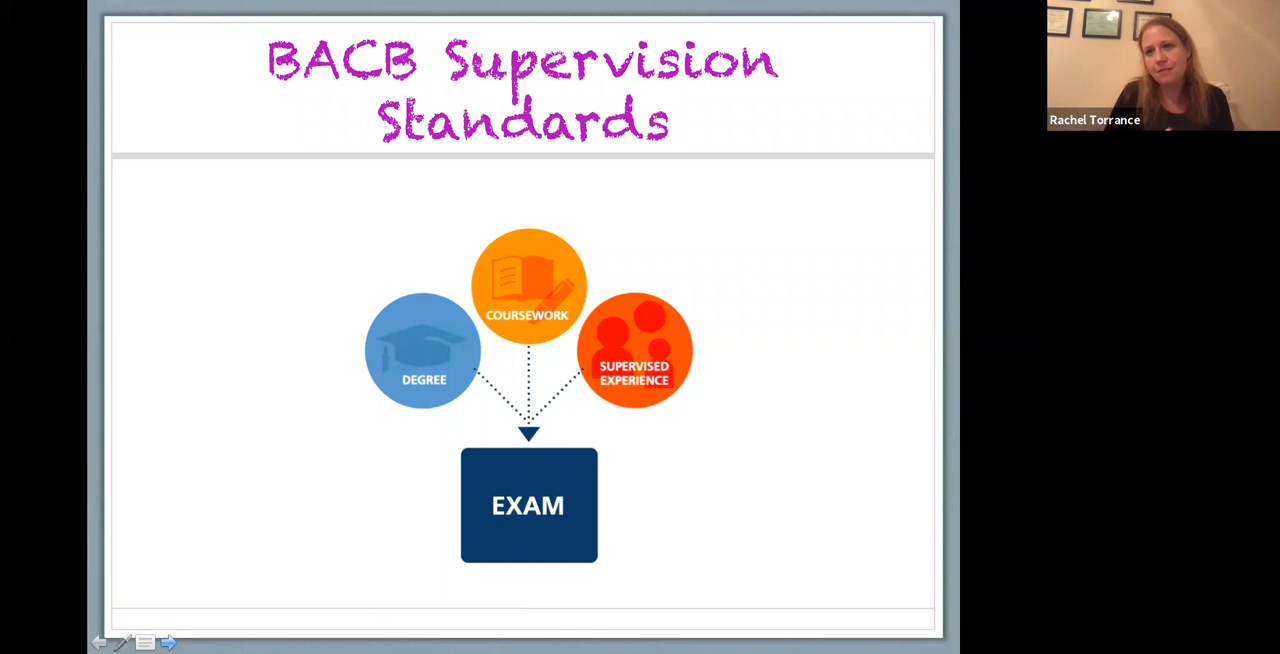 BACB Supervision
Standards
COURSEWORK
DEGREE
SUPERVISED
EXPERIENCE
EXAM
Rachel Torrance